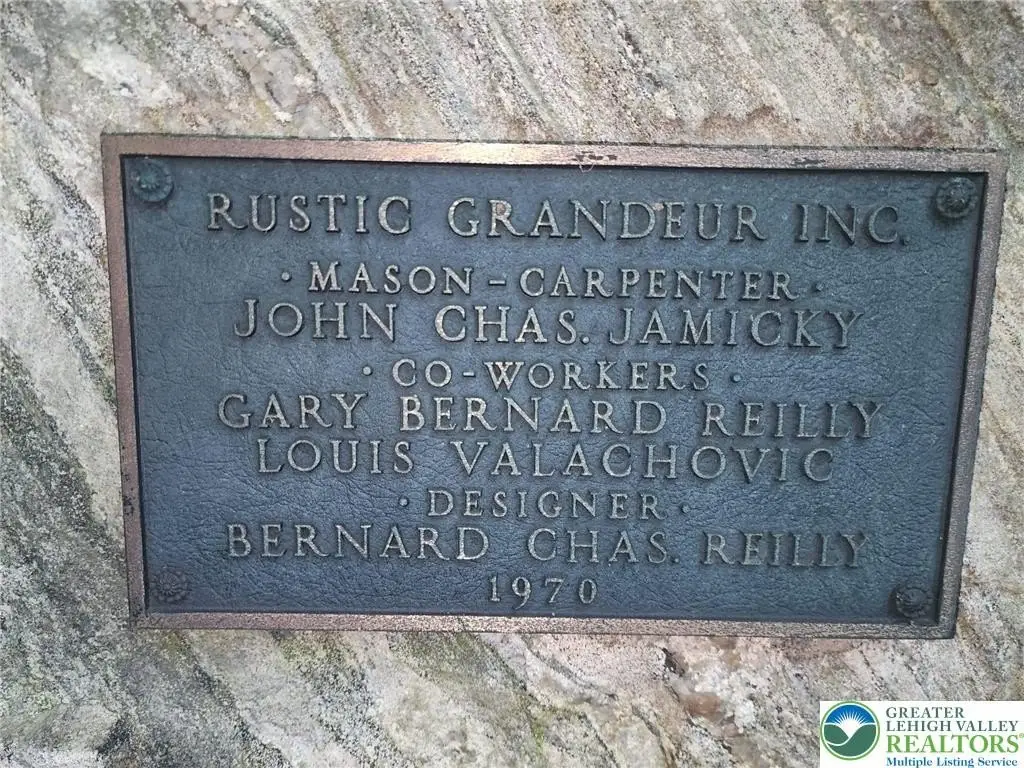 RUSTIC GRANDEUR INC.
· MASON - CARPENTER ·
JOHN CHAS. JAMICKY
· CO-WORKERS ·
GARY BERNARD REILLY
LOUIS VALACHOVIC
· DESIGNER ·
BERNARD CHAS. REILLY
1970
GREATER
LEHIGH VALLEY
REALTORS®
Multiple Listing Service